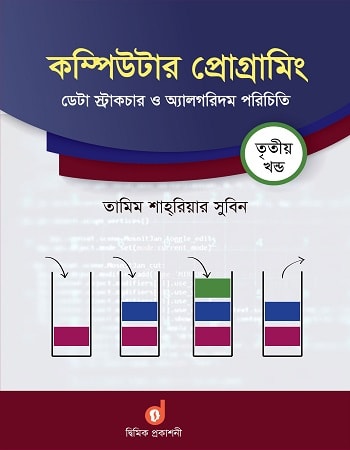 কম্পিউটার প্রোগ্রামিং
ডেটা স্ট্রাকচার ও অ্যালগরিদম পরিচিতি
তৃতীয়
খন্ড
তামিম শাহ্‌রিয়ার সুবিন
দ্বিমিক প্রকাশনী